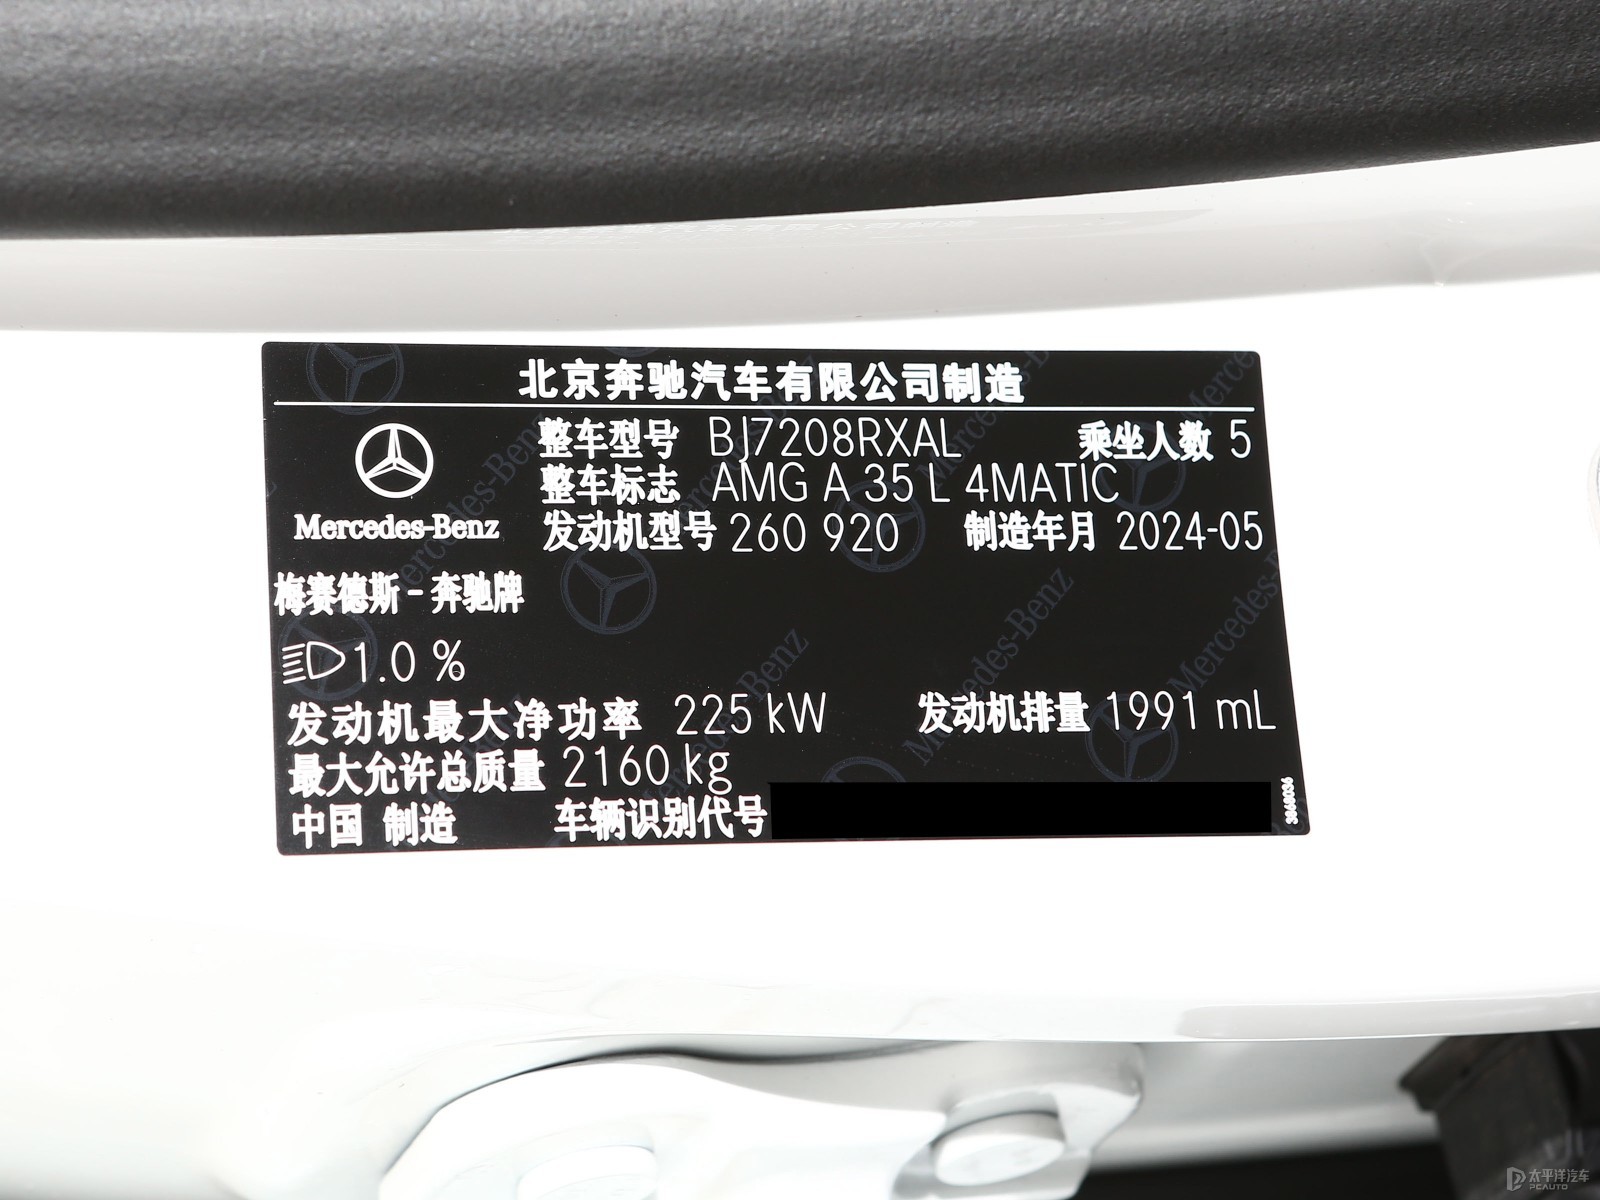 北京奔驰汽车有限公司制造
整车型号 BJ7208RXAL 乘坐人数 5
整车标志 AMG A 35 L 4MATIC
Mercedes-Benz
发动机型号 260 920 制造年月 2024-05
梅赛德斯-奔驰牌
1.0 %
发动机最大净功率 225 kW 发动机排量 1991 mL
最大允许总质量 2160 kg
中国 制造 车辆识别代号
3868036
太平洋汽车
PCAUTO